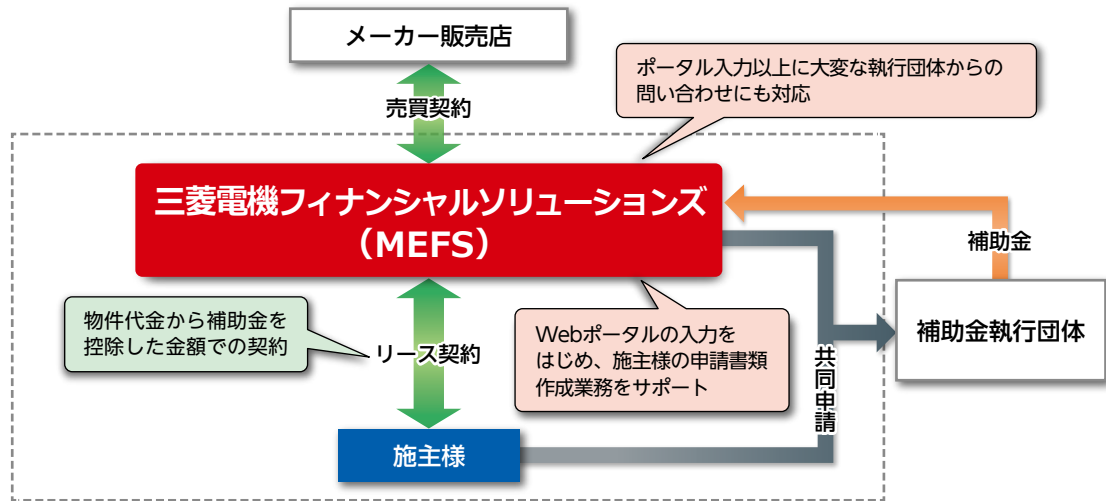 メーカー販売店
ポータル入力以上に大変な執行団体からの
問い合わせにも対応
売買契約
三菱電機フィナンシャルソリューションズ
（MEFS）
補助金
物件代金から補助金を
控除した金額での契約
リース契約
Webポータルの入力を
はじめ、施主様の申請書類
作成業務をサポート
共同申請
補助金執行団体
施主様